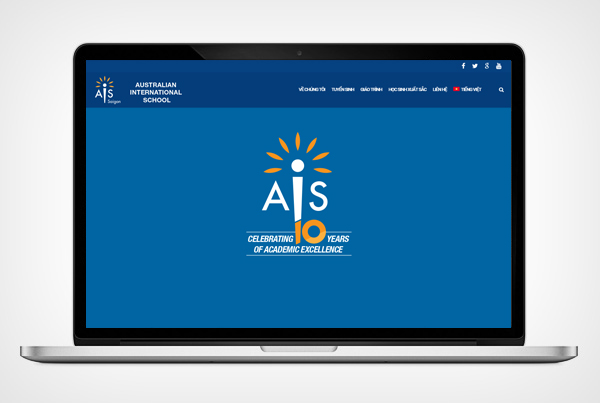 AiS
Saigon
AUSTRALIAN
INTERNATIONAL
SCHOOL
VỀ CHÚNG TÔI TUYỂN SINH GIÁO TRÌNH HỌC SINH XUẤT SẮC LIÊN HỆ TIẾNG VIỆT
AiS
CELEBRATING 10 YEARS
OF ACADEMIC EXCELLENCE